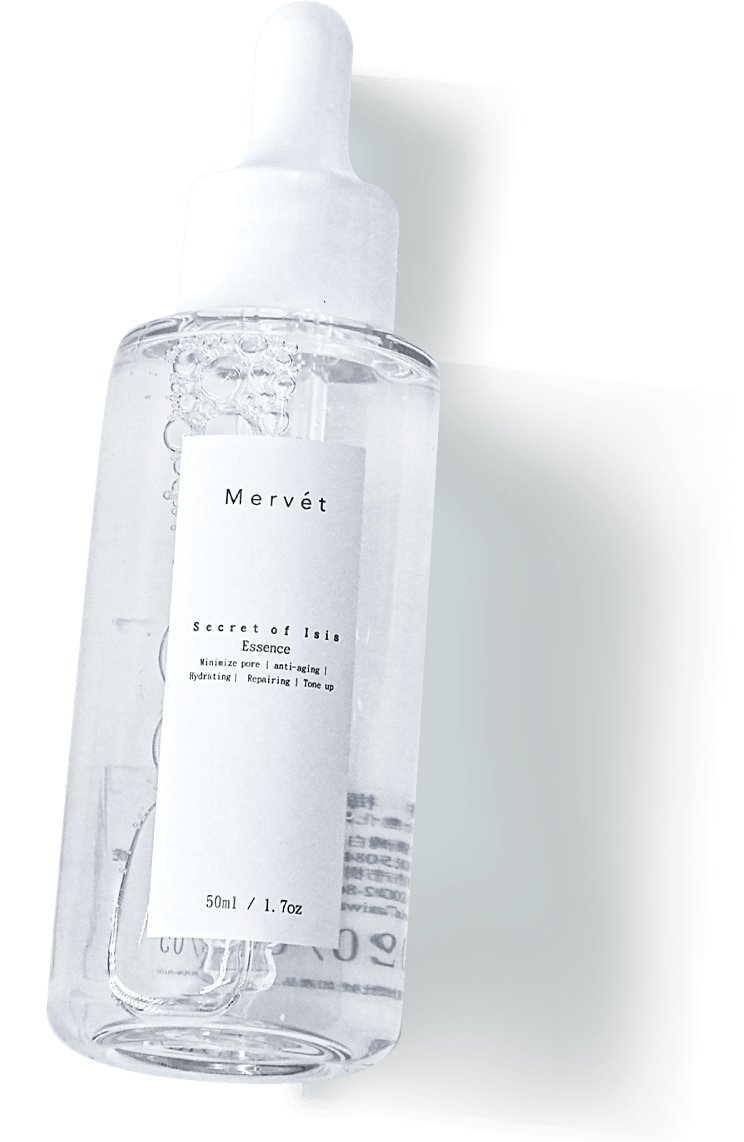 Mervét
Secret of Isis
Essence
Minimize pore | anti-aging |
Hydrating | Repairing | Tone up
50ml / 1.7oz